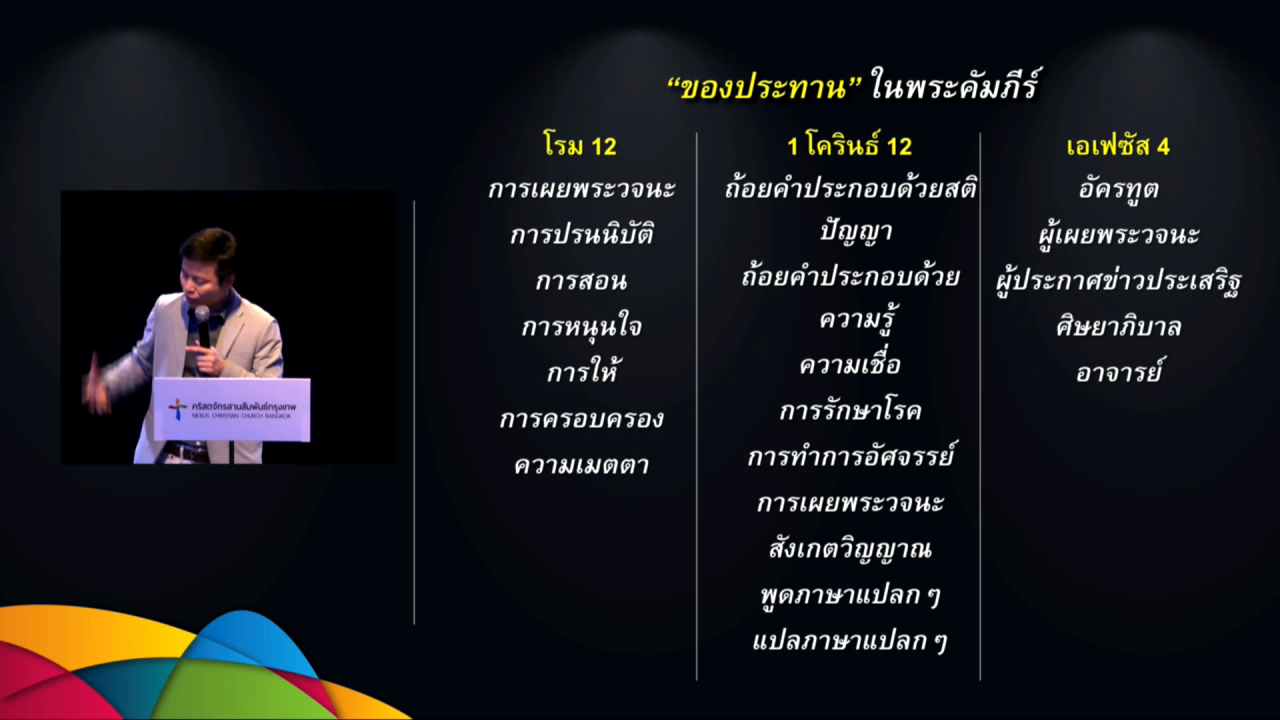 “ของประทาน” ในพระคัมภีร์
โรม 12
การเผยพระวจนะ
การปรนนิบัติ
การสอน
การหนุนใจ
การให้
การครอบครอง
ความเมตตา
1 โครินธ์ 12
ถ้อยคำประกอบด้วยสติ
ปัญญา
ถ้อยคำประกอบด้วย
ความรู้
ความเชื่อ
การรักษาโรค
การทำการอัศจรรย์
การเผยพระวจนะ
สังเกตวิญญาณ
พูดภาษาแปลก ๆ
แปลภาษาแปลก ๆ
เอเฟซัส 4
อัครทูต
ผู้เผยพระวจนะ
ผู้ประกาศข่าวประเสริฐ
ศิษยาภิบาล
อาจารย์
คริสตจักรสานสัมพันธ์กรุงเทพ
NEXUS CHRISTIAN CHURCH BANGKOK